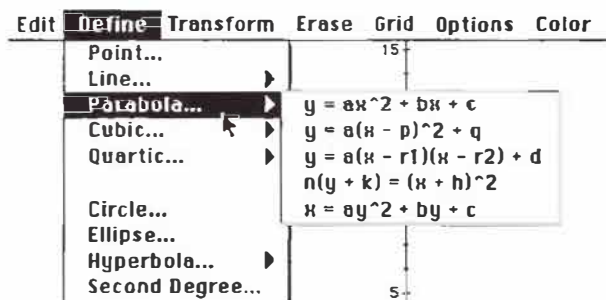 Edit Define Transform Erase Grid Options Color
Point...
Line...
Parabola...
Cubic...
Quartic...
Circle...
Ellipse...
Hyperbola...
Second Degree...
y = ax^2 + bx + c
y = a(x - p)^2 + q
y = a(x - r1)(x - r2) + d
n(y + k) = (x + h)^2
x = ay^2 + by + c
15
5